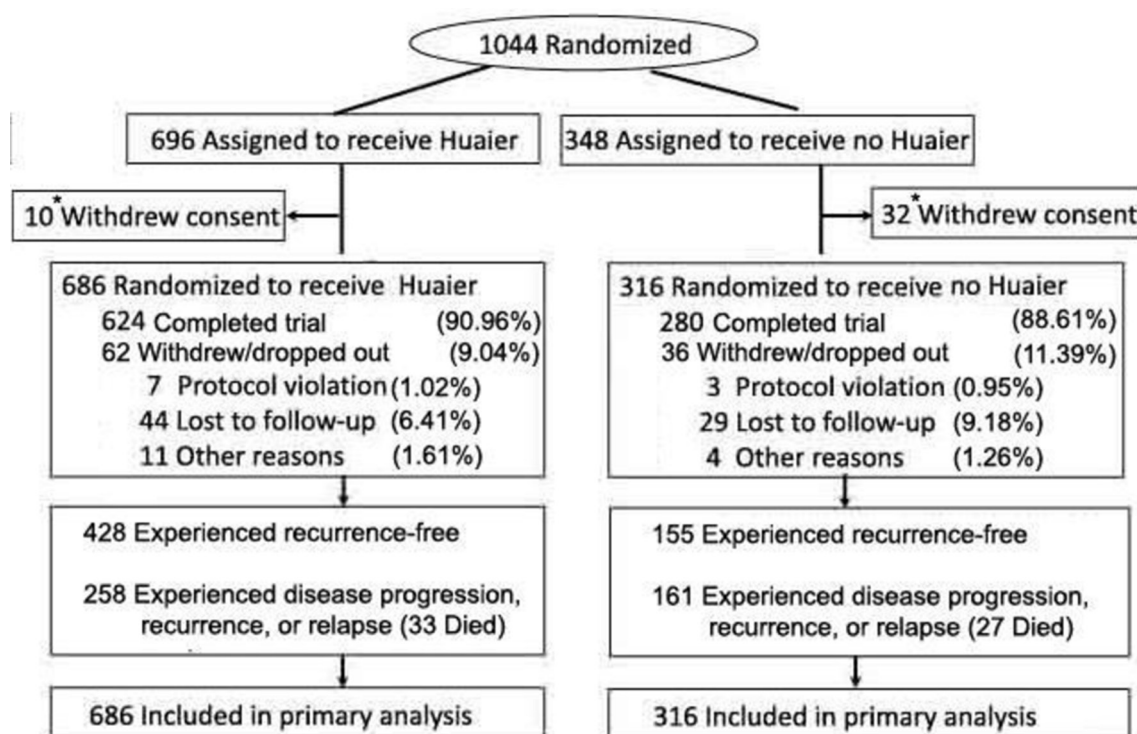 1044 Randomized
696 Assigned to receive Huaier
348 Assigned to receive no Huaier
10*Withdrew consent
32*Withdrew consent
686 Randomized to receive Huaier
624 Completed trial (90.96%)
62 Withdrew/dropped out (9.04%)
7 Protocol violation (1.02%)
44 Lost to follow-up (6.41%)
11 Other reasons (1.61%)
316 Randomized to receive no Huaier
280 Completed trial (88.61%)
36 Withdrew/dropped out (11.39%)
3 Protocol violation (0.95%)
29 Lost to follow-up (9.18%)
4 Other reasons (1.26%)
428 Experienced recurrence-free
258 Experienced disease progression,
recurrence, or relapse (33 Died)
155 Experienced recurrence-free
161 Experienced disease progression,
recurrence, or relapse (27 Died)
686 Included in primary analysis
316 Included in primary analysis